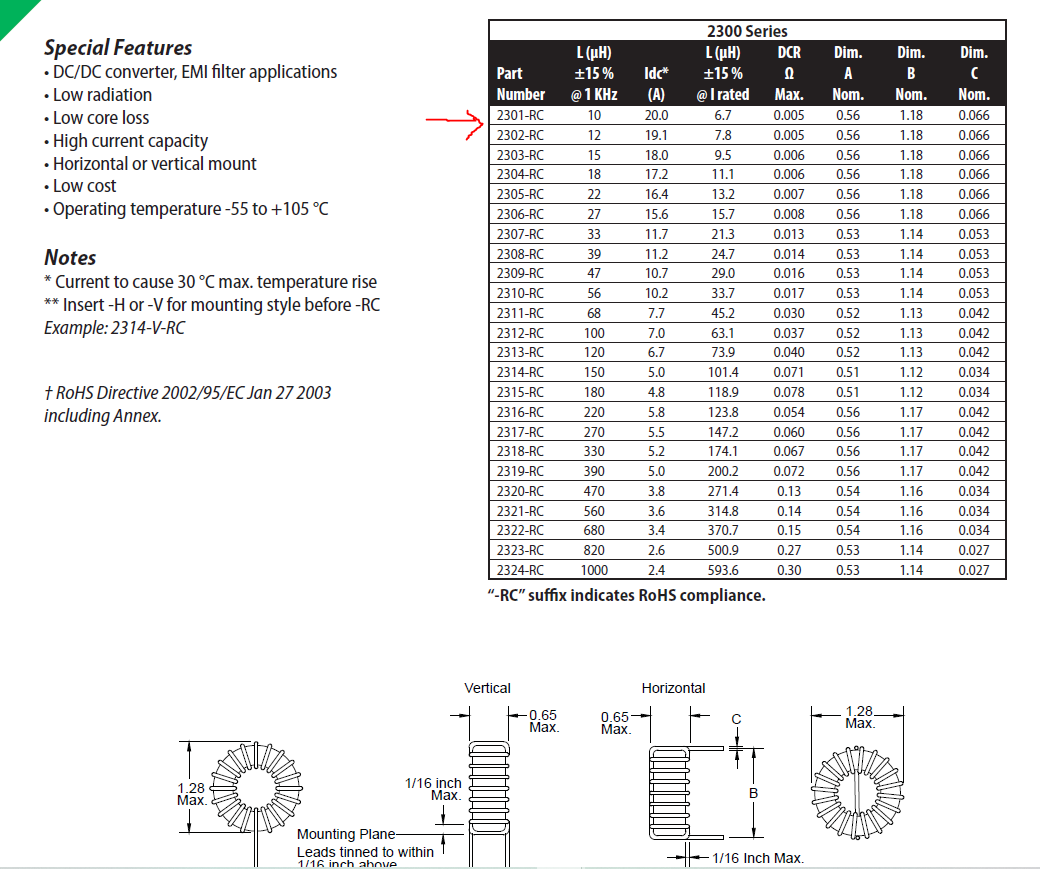 Special Features
• DC/DC converter, EMI filter applications
• Low radiation
• Low core loss
• High current capacity
• Horizontal or vertical mount
• Low cost
• Operating temperature -55 to +105 °C
Notes
* Current to cause 30 °C max. temperature rise
** Insert -H or -V for mounting style before -RC
Example: 2314-V-RC
† RoHS Directive 2002/95/EC Jan 27 2003
including Annex.
2300 Series
L (µH) L (µH) DCR Dim. Dim. Dim.
Part ±15 % Idc* ±15 % Ω A B C
Number @ 1 KHz (A) @ I rated Max. Nom. Nom. Nom.
2301-RC 10 20.0 6.7 0.005 0.56 1.18 0.066
2302-RC 12 19.1 7.8 0.005 0.56 1.18 0.066
2303-RC 15 18.0 9.5 0.006 0.56 1.18 0.066
2304-RC 18 17.2 11.1 0.006 0.56 1.18 0.066
2305-RC 22 16.4 13.2 0.007 0.56 1.18 0.066
2306-RC 27 15.6 15.7 0.008 0.56 1.18 0.066
2307-RC 33 11.7 21.3 0.013 0.53 1.14 0.053
2308-RC 39 11.2 24.7 0.014 0.53 1.14 0.053
2309-RC 47 10.7 29.0 0.016 0.53 1.14 0.053
2310-RC 56 10.2 33.7 0.017 0.53 1.14 0.053
2311-RC 68 7.7 45.2 0.030 0.52 1.13 0.042
2312-RC 100 7.0 63.1 0.037 0.52 1.13 0.042
2313-RC 120 6.7 73.9 0.040 0.52 1.13 0.042
2314-RC 150 5.0 101.4 0.071 0.51 1.12 0.034
2315-RC 180 4.8 118.9 0.078 0.51 1.12 0.034
2316-RC 220 5.8 123.8 0.054 0.56 1.17 0.042
2317-RC 270 5.5 147.2 0.060 0.56 1.17 0.042
2318-RC 330 5.2 174.1 0.067 0.56 1.17 0.042
2319-RC 390 5.0 200.2 0.072 0.56 1.17 0.042
2320-RC 470 3.8 271.4 0.13 0.54 1.16 0.034
2321-RC 560 3.6 314.8 0.14 0.54 1.16 0.034
2322-RC 680 3.4 370.7 0.15 0.54 1.16 0.034
2323-RC 820 2.6 500.9 0.27 0.53 1.14 0.027
2324-RC 1000 2.4 593.6 0.30 0.53 1.14 0.027
“-RC” suffix indicates RoHS compliance.
Vertical
Horizontal
0.65
Max.
0.65
Max.
C
1.28
Max.
1.28
Max.
1/16 inch
Max.
B
Mounting Plane
Leads tinned to within
1/16 inch above
1/16 Inch Max.